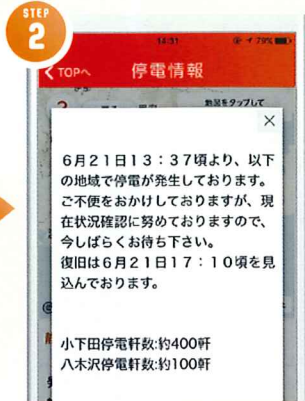 STEP
2
14:51
79%
TOPへ
停電情報
地図をタップして
×
6月21日13：37頃より、以下
の地域で停電が発生しております。
ご不便をおかけしておりますが、現
在状況確認に努めておりますので、
今しばらくお待ち下さい。
復旧は6月21日17：10頃を見
込んでおります。
小下田停電軒数:約400軒
八木沢停電軒数:約100軒